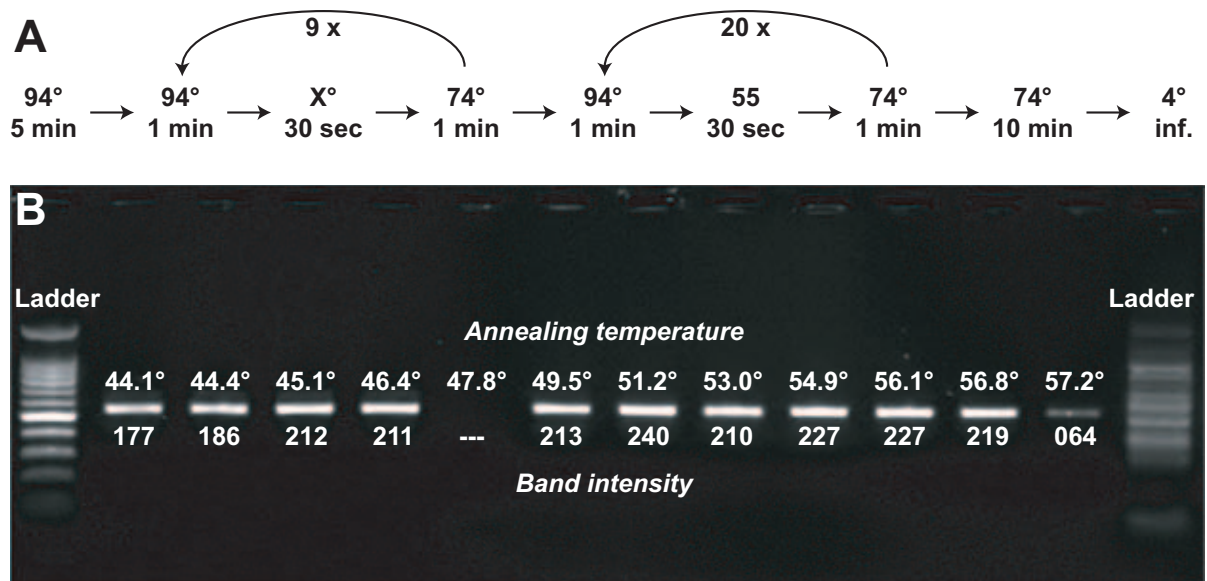 A
9 x
20 x
94° 94° X° 74° 94° 55 74° 74° 4°
5 min 1 min 30 sec 1 min 1 min 30 sec 1 min 10 min inf.
B
Ladder Ladder
Annealing temperature
44.1° 44.4° 45.1° 46.4° 47.8° 49.5° 51.2° 53.0° 54.9° 56.1° 56.8° 57.2°
177 186 212 211 --- 213 240 210 227 227 219 064
Band intensity